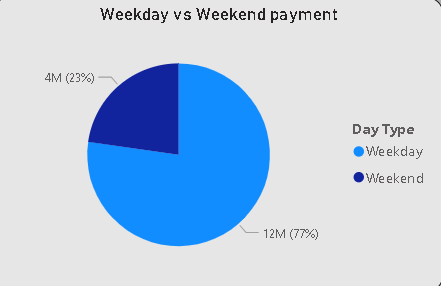 Weekday vs Weekend payment
4M (23%)
Day Type
Weekday
Weekend
12M (77%)